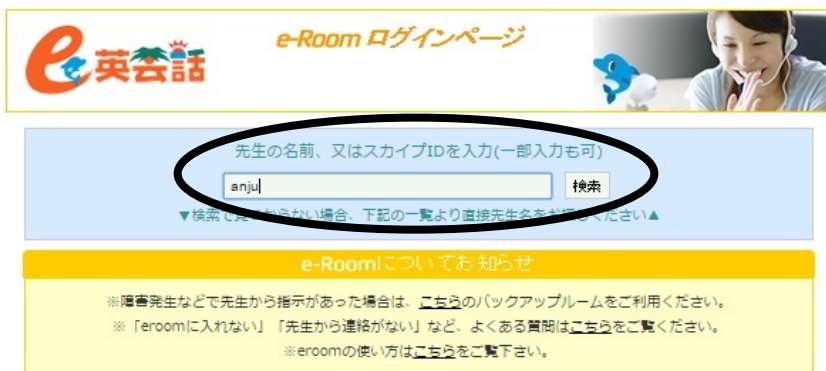 e英会話
e-Room ログインページ
先生の名前、又はスカイプIDを入力(一部入力も可)
anju
検索
▼検索で見つからない場合、下記の一覧より直接先生名をお探しください▲
e-Roomについてお知らせ
※障害発生などで先生から指示があった場合は、こちらのバックアップルームをご利用ください。
※「eroomに入れない」「先生から連絡がない」など、よくある質問はこちらをご覧ください。
※eroomの使い方はこちらをご覧下さい。